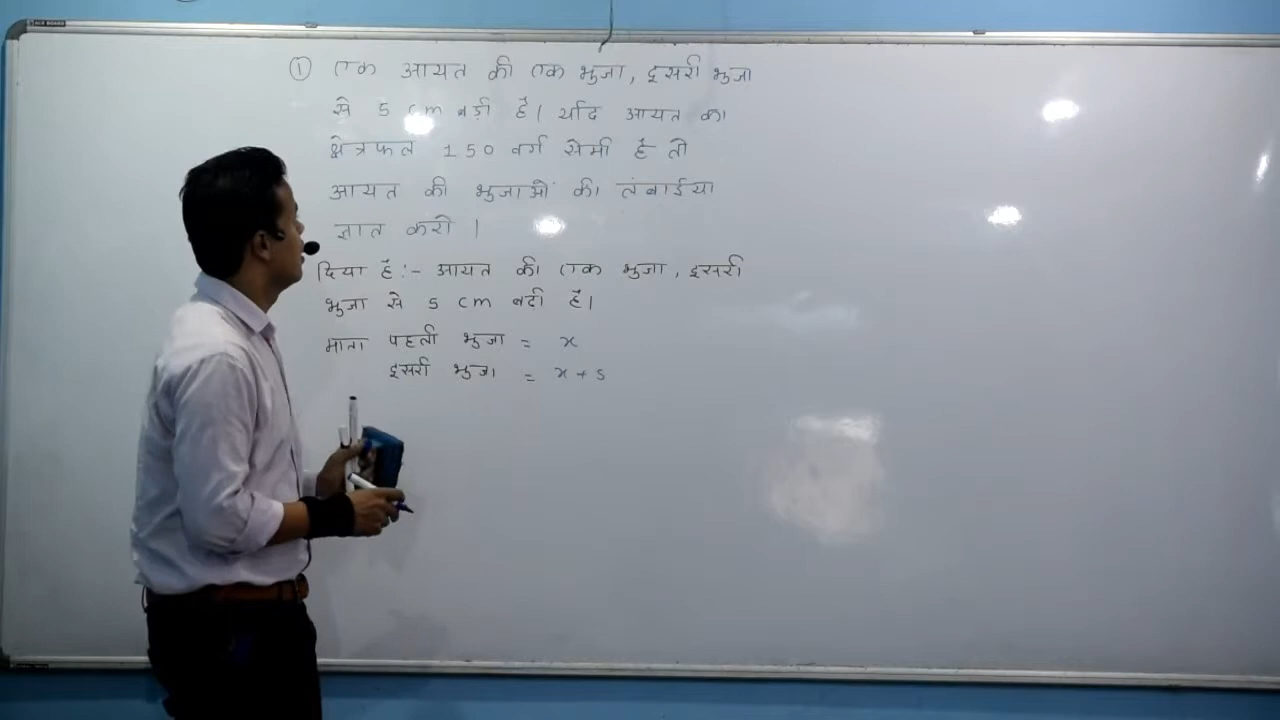 ① एक आयत की एक भुजा, दुसरी भुजा
से 5 cm बड़ी है। यदि आयत का
क्षेत्रफल 150 वर्ग सेमी है तो
आयत की भुजाओं की लंबाईया
ज्ञात करो।
दिया है:- आयत की एक भुजा, दुसरी
भुजा से 5 cm बडी है।
माना पहली भुजा = x
दुसरी भुजा = x + 5